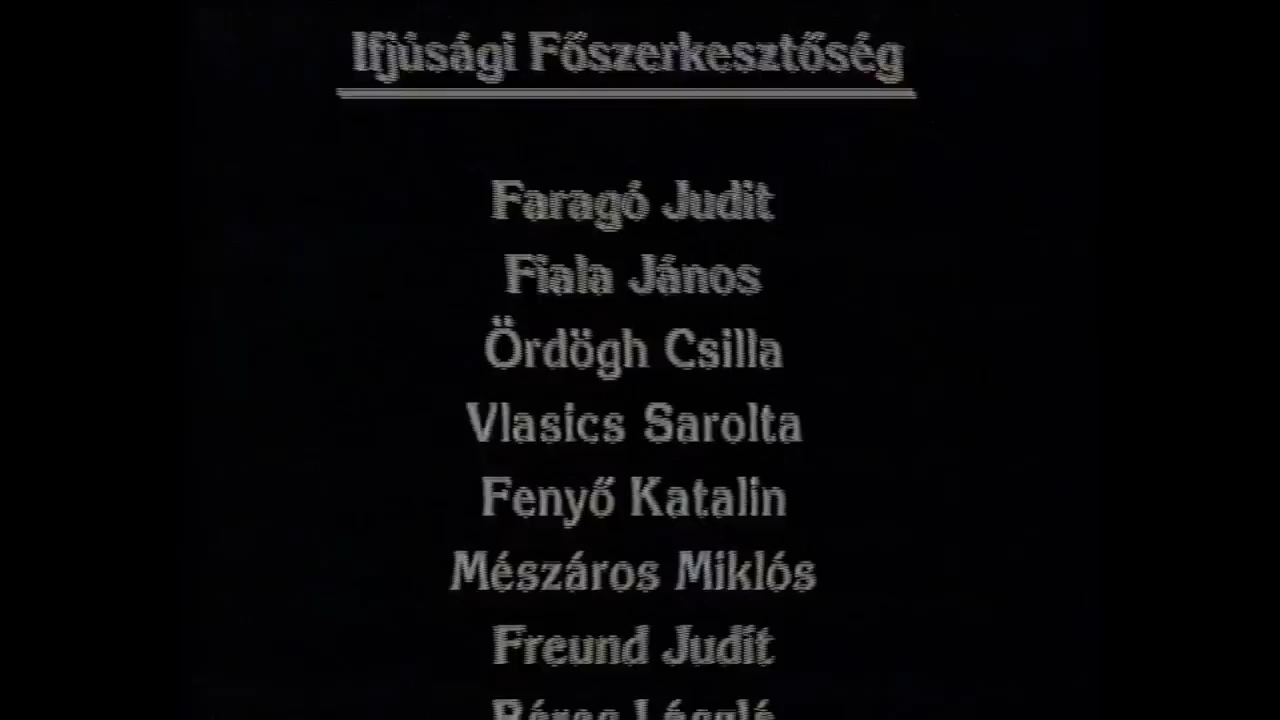 Ifjúsági Főszerkesztőség
Faragó Judit
Fiala János
Ördögh Csilla
Vlasics Sarolta
Fenyő Katalin
Mészáros Miklós
Freund Judit